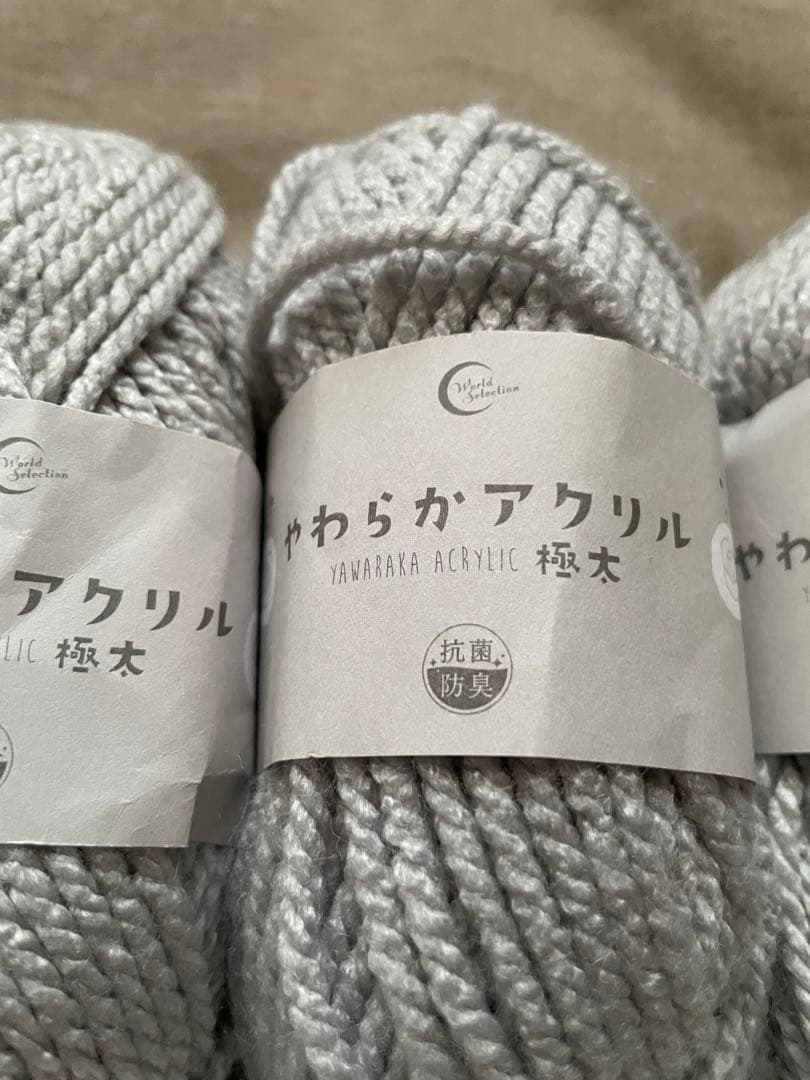 World
Selection
アクリル
LIC 極太
World
Selection
やわらかアクリル
YAWARAKA ACRYLIC 極太
抗菌
防臭
やわ
Y